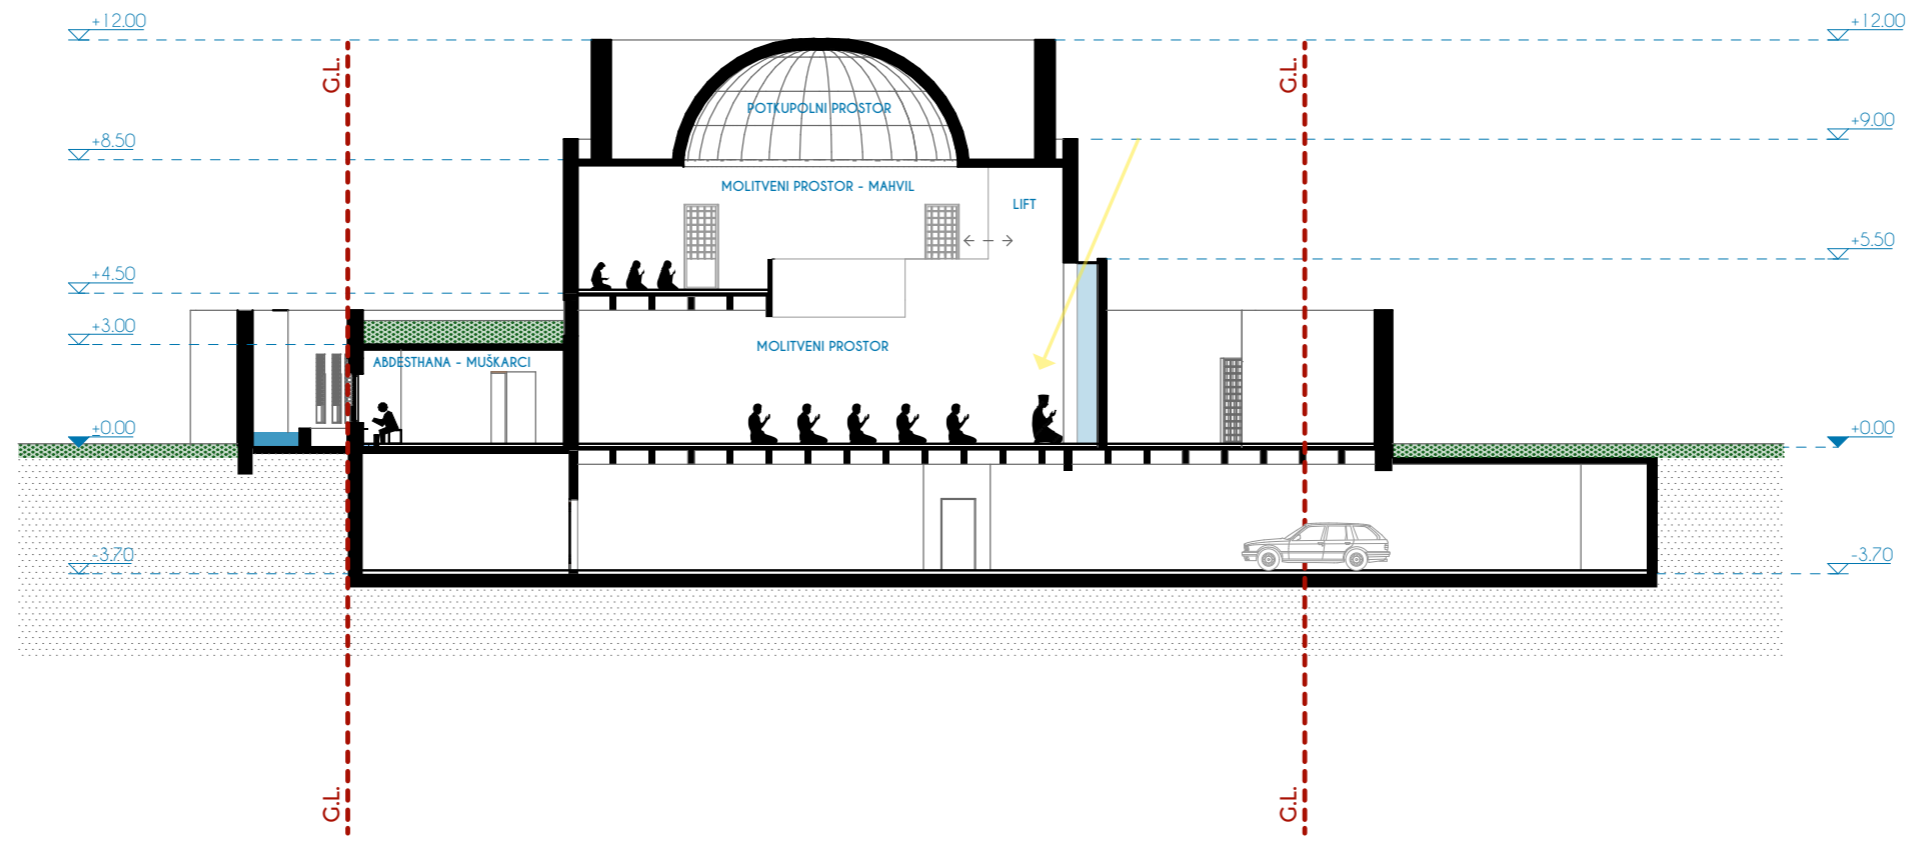 +12.00
+12.00
G.L.
G.L.
POTKUPOLNI PROSTOR
+8.50
+9.00
MOLITVENI PROSTOR - MAHVIL
LIFT
+5.50
+4.50
+3.00
MOLITVENI PROSTOR
ABDESTHANA - MUŠKARCI
+0.00
+0.00
-3.70
-3.70
G.L.
G.L.